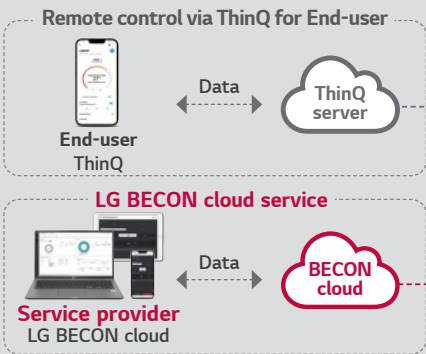 Remote control via ThinQ for End-user
Data
ThinQ
server
End-user
ThinQ
LG BECON cloud service
Data
BECON
cloud
Service provider
LG BECON cloud